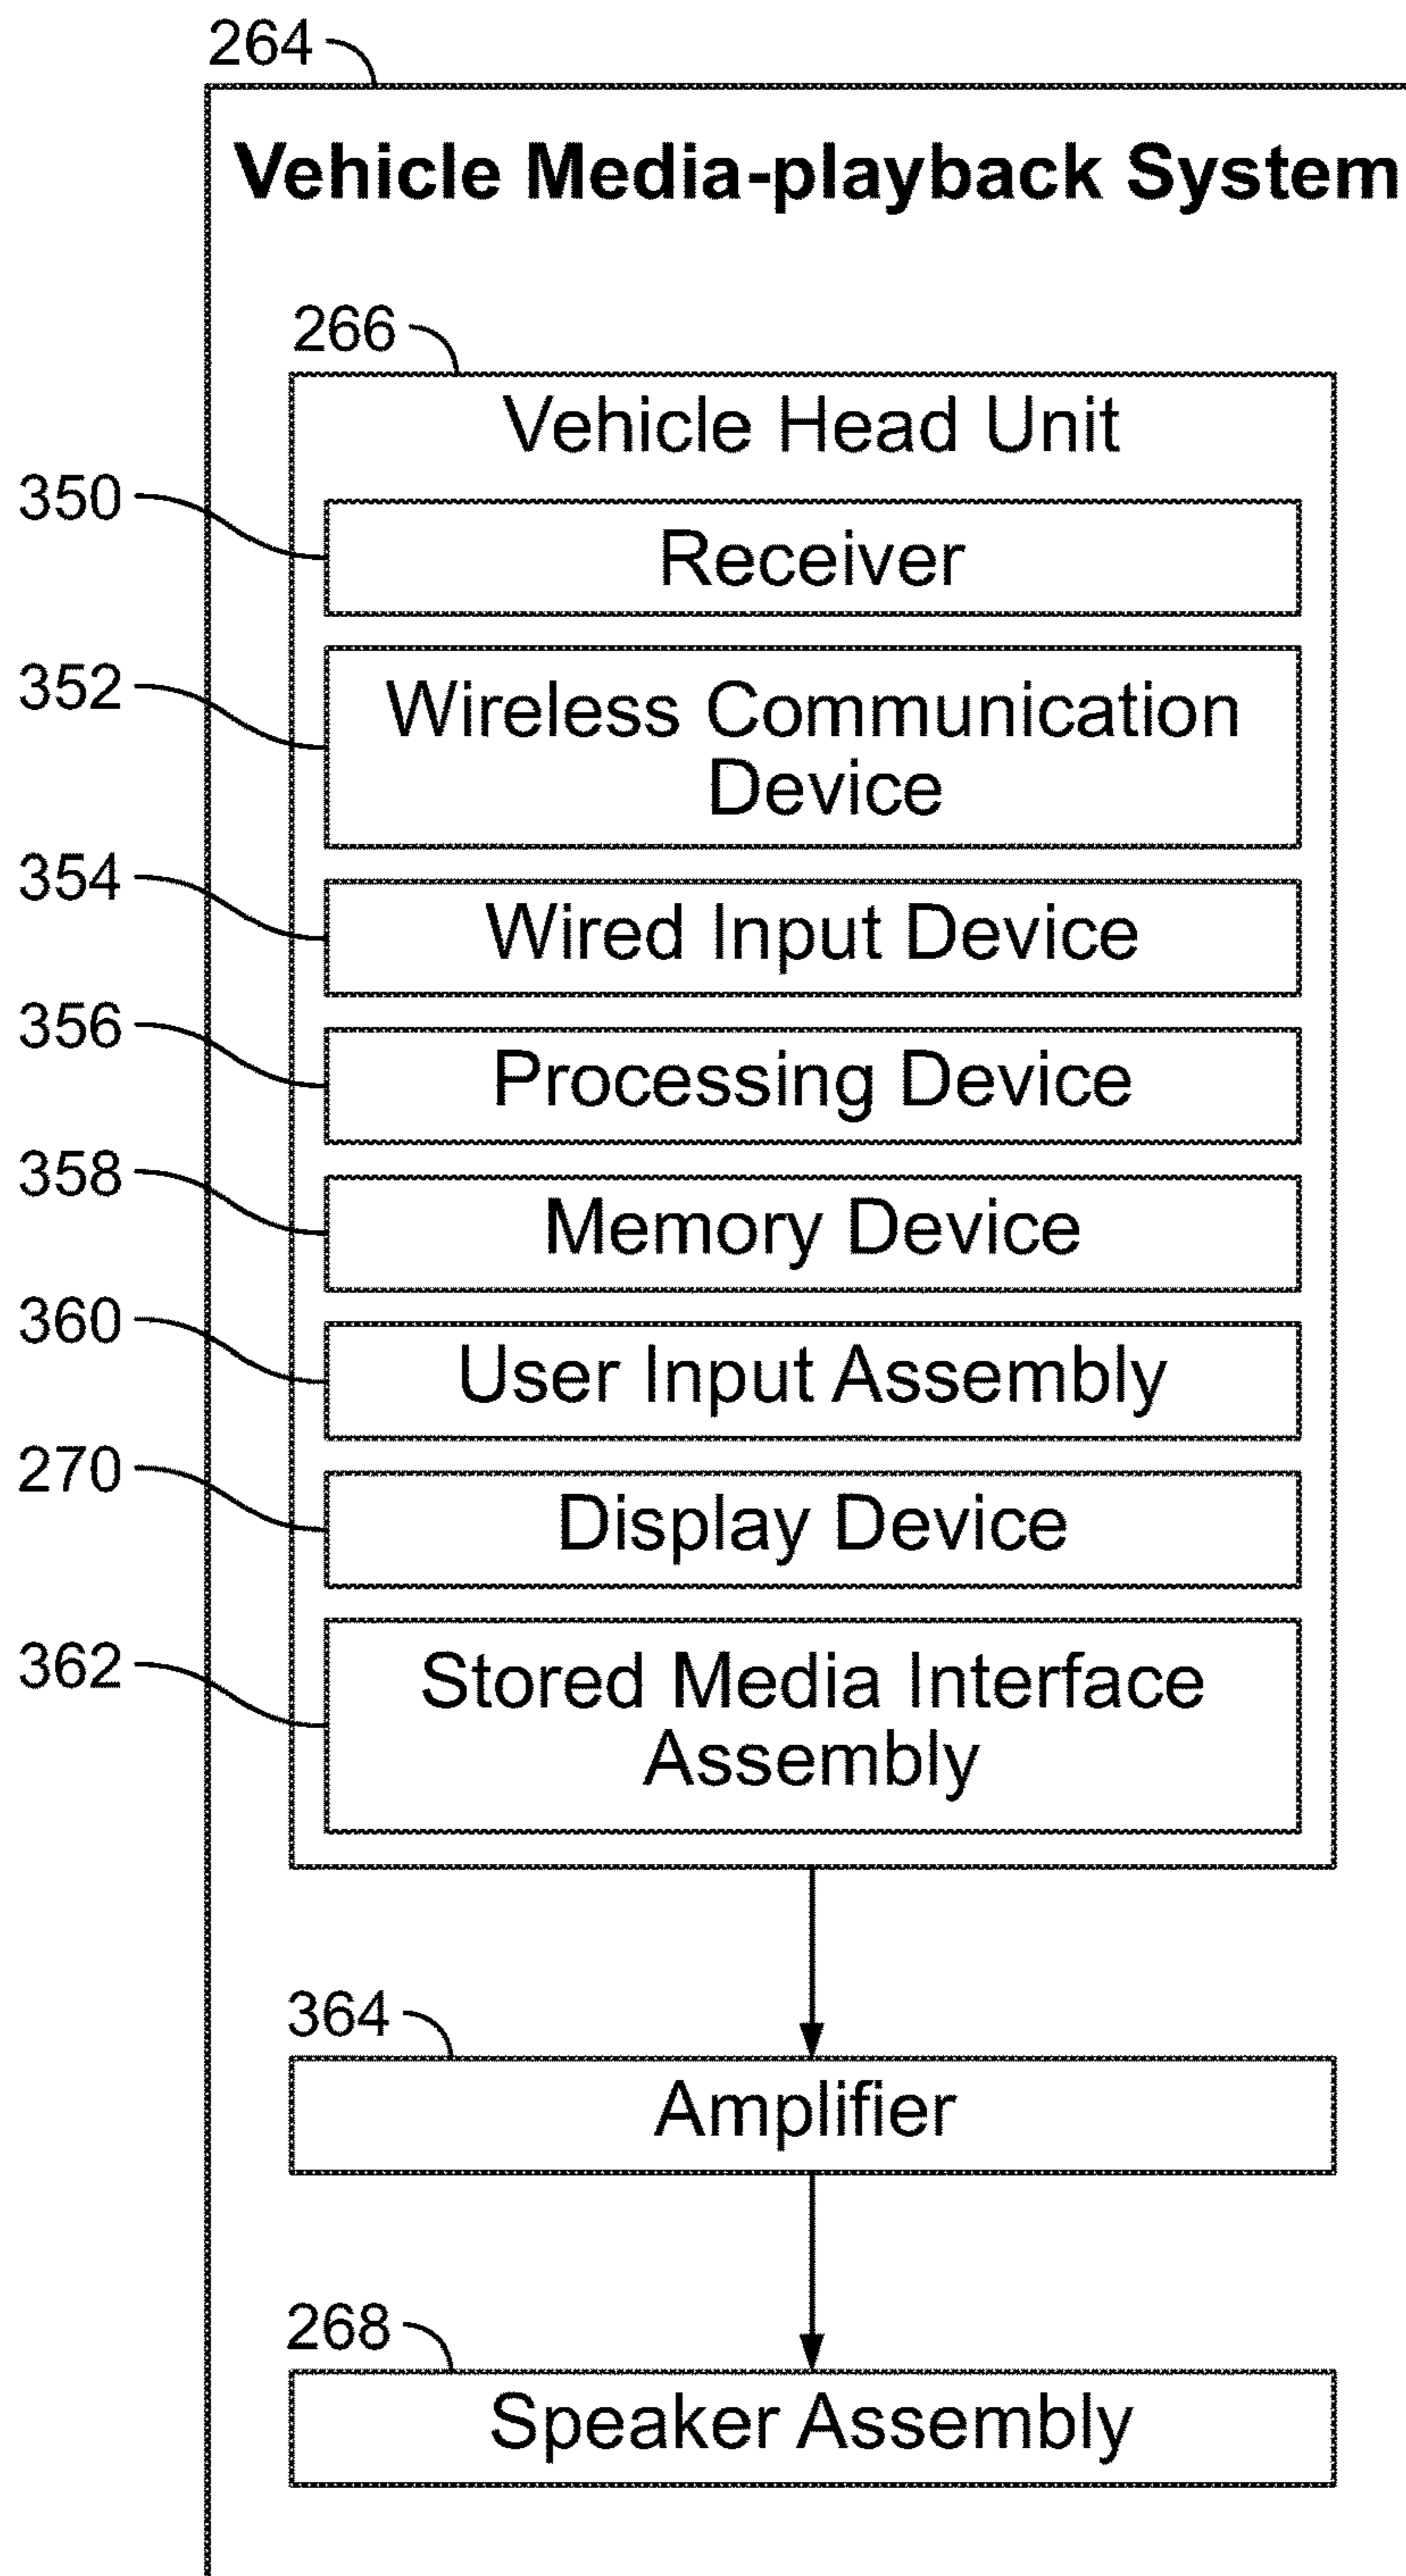 264
Vehicle Media-playback System
266
Vehicle Head Unit
350
Receiver
352
Wireless Communication
Device
354
Wired Input Device
356
Processing Device
358
Memory Device
360
User Input Assembly
270
Display Device
362
Stored Media Interface
Assembly
364
Amplifier
268
Speaker Assembly